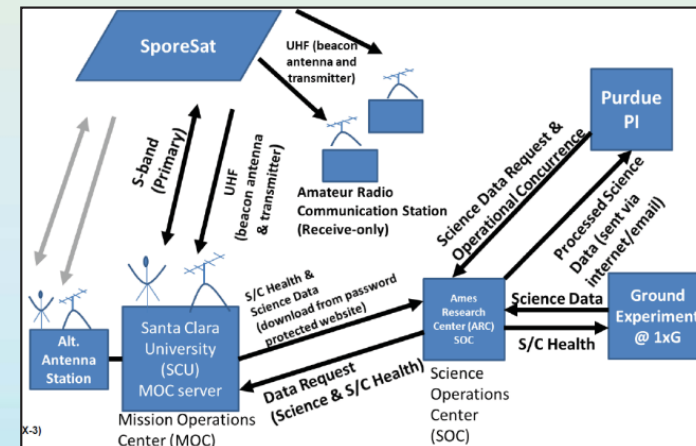 SporeSat
UHF (beacon
antenna and
transmitter)
S-band
(Primary)
UHF
(beacon antenna
& transmitter)
Amateur Radio
Communication Station
(Receive-only)
Purdue
PI
Science Data Request &
Operational Concurrence
Processed Science
Data (sent via
internet/email)
Alt.
Antenna
Station
Santa Clara
University
(SCU)
MOC server
Mission Operations
Center (MOC)
S/C Health &
Science Data
(download from password
protected website)
Data Request
(Science & S/C Health)
Ames
Research
Center (ARC)
SOC
Science
Operations
Center
(SOC)
Science Data
S/C Health
Ground
Experiment
@ 1xG
X-3)